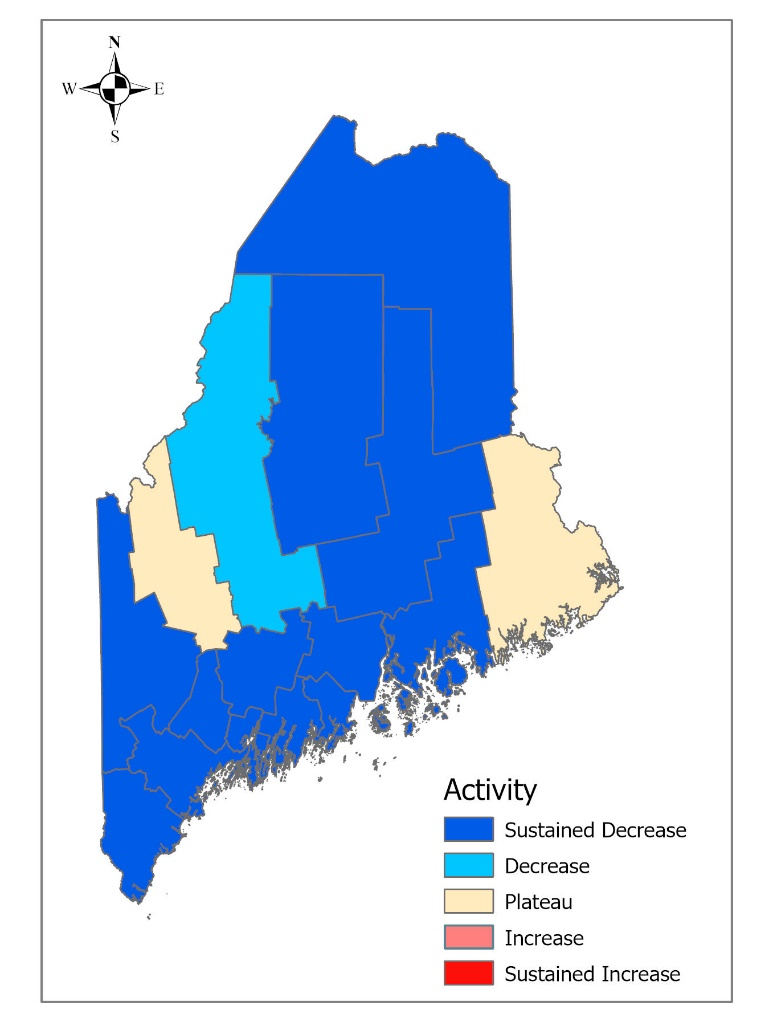 N
W E
S
Activity
Sustained Decrease
Decrease
Plateau
Increase
Sustained Increase